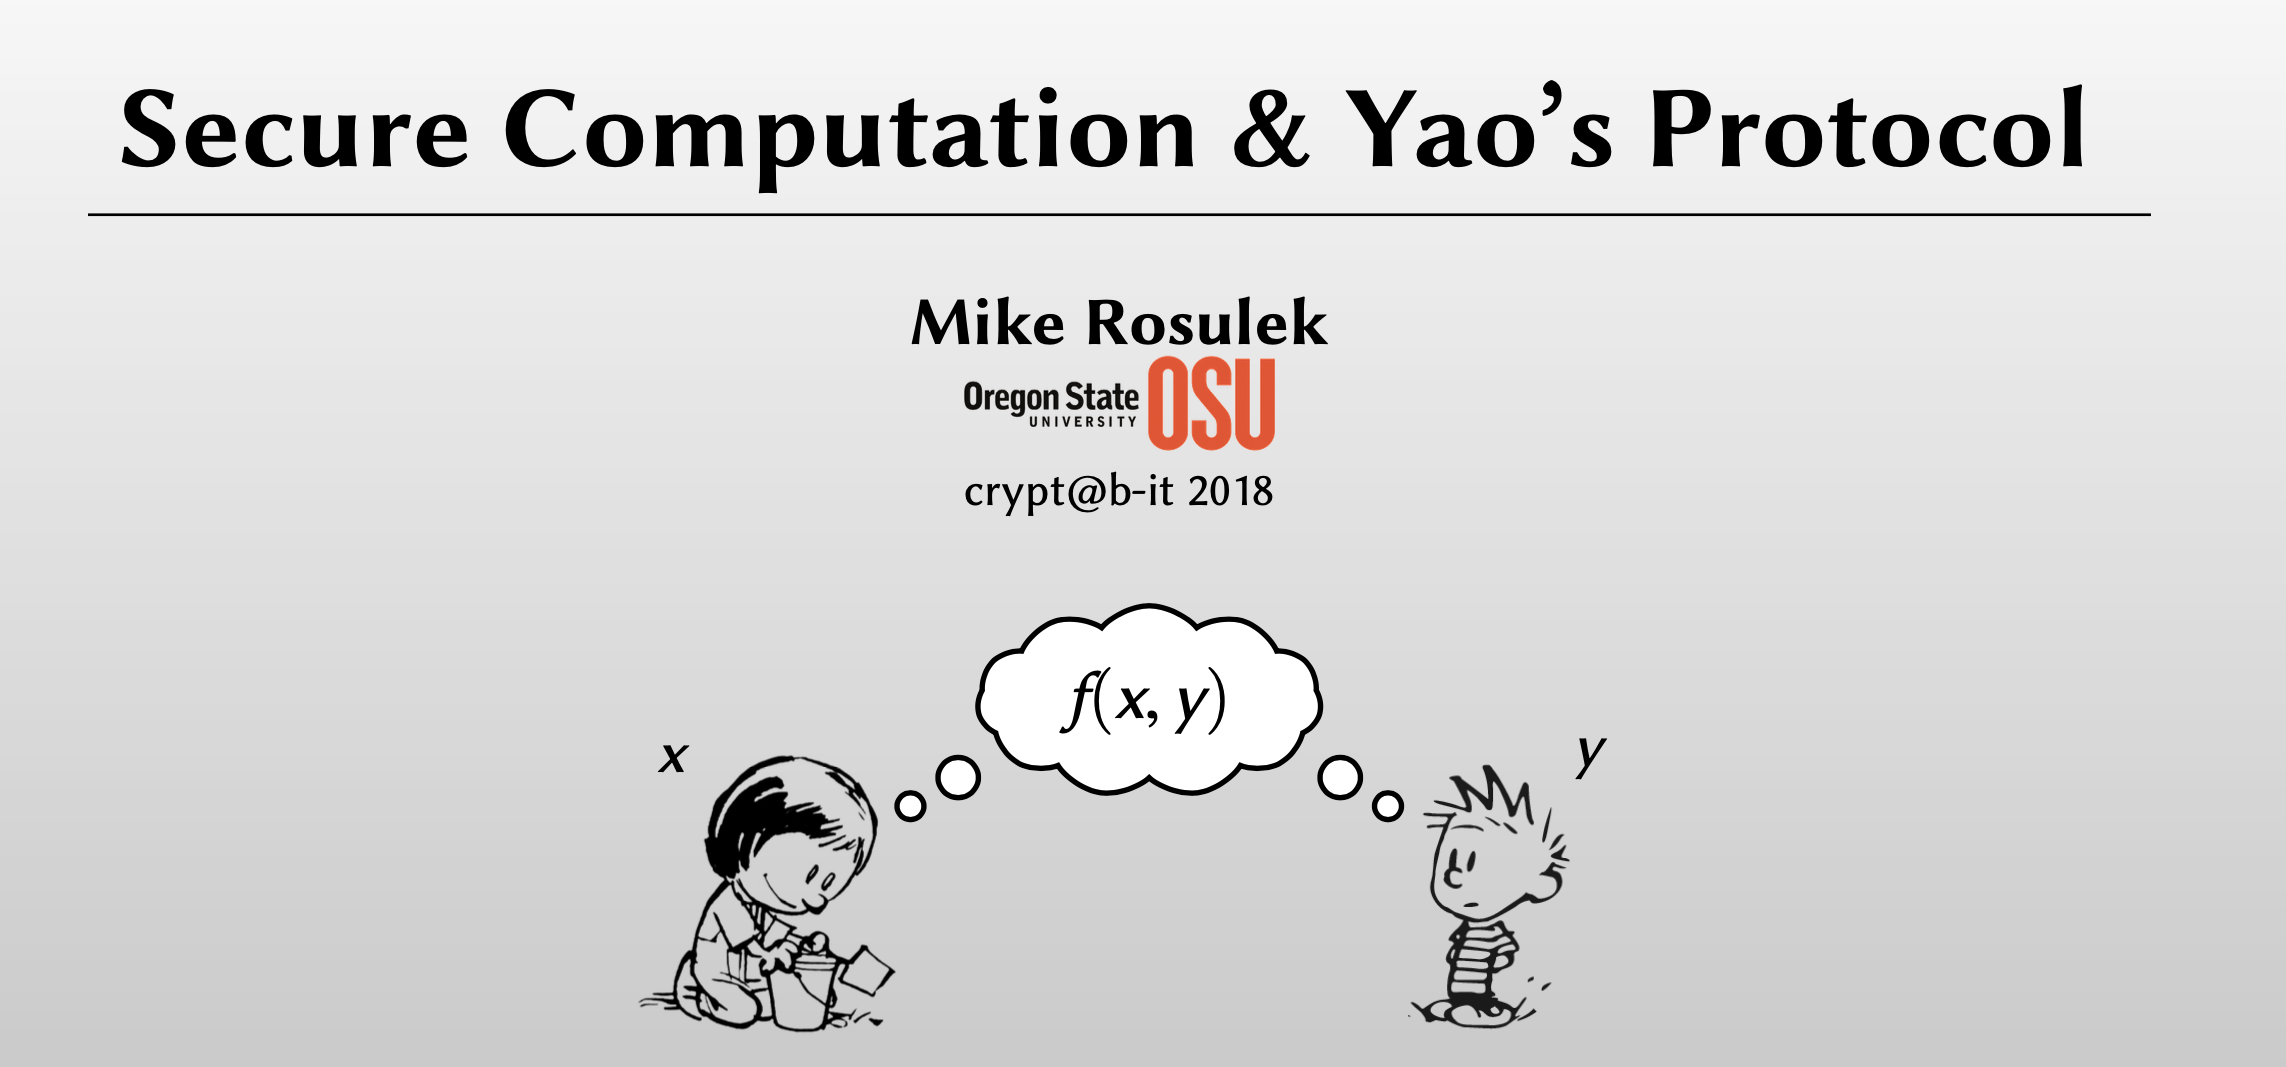 Secure Computation & Yao’s Protocol
Mike Rosulek
Oregon State
UNIVERSITY
OSU
crypt@b-it 2018
f(x, y)
x
y